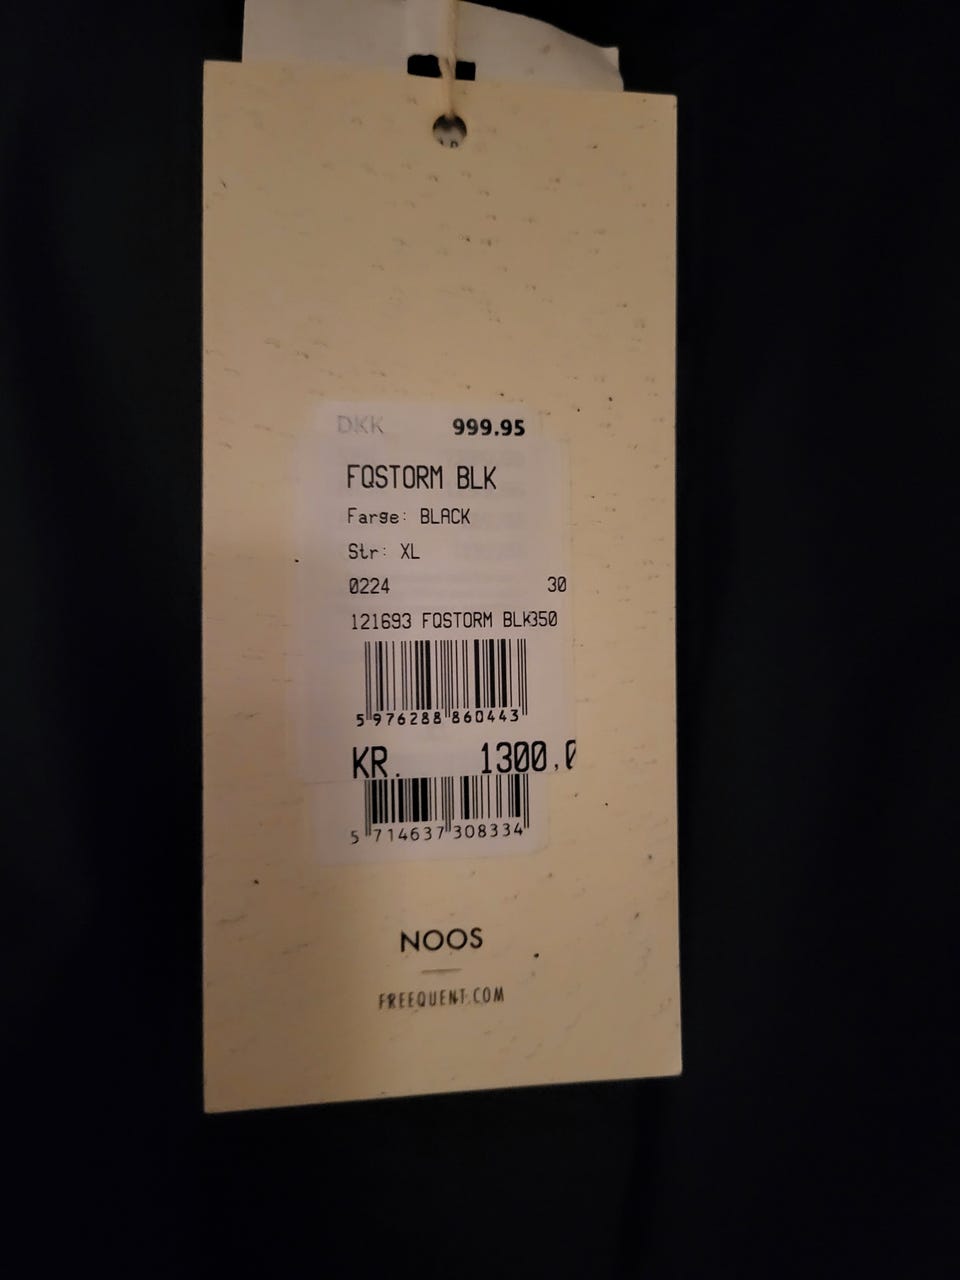 DKK 999.95
FQSTORM BLK
Farge: BLACK
Str: XL
0224 30
121693 FQSTORM BLK350
5 976288 860443
KR. 1300,0
5 714637 308334
NOOS
FREEQUENT.COM